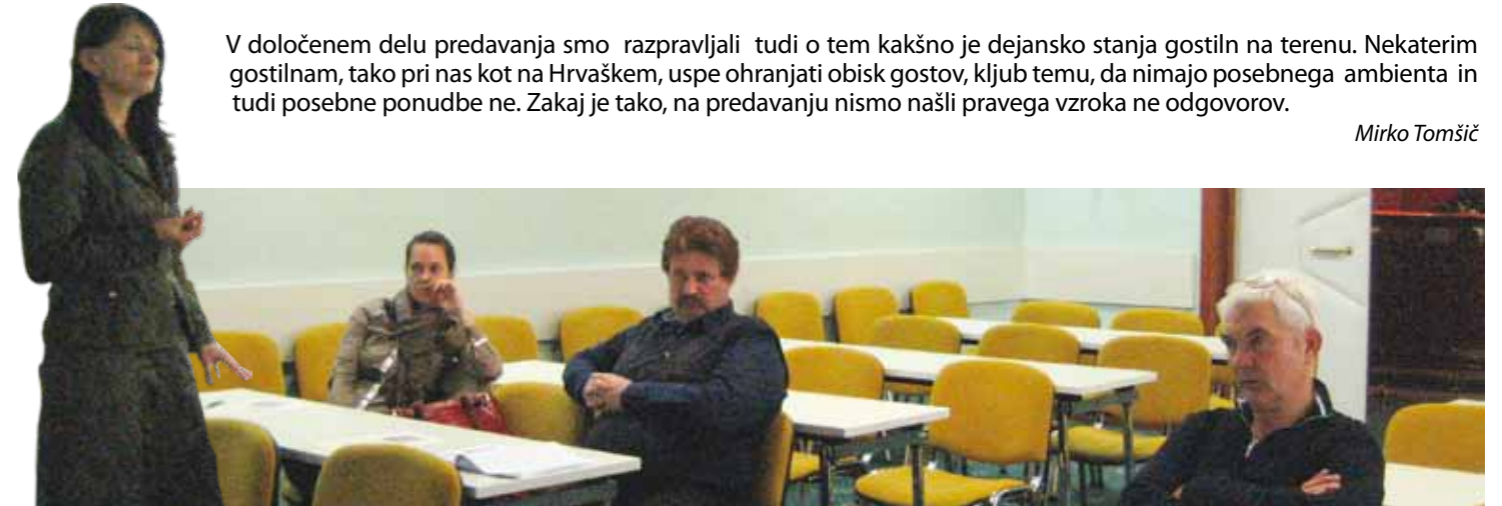 V določenem delu predavanja smo razpravljali tudi o tem kakšno je dejansko stanja gostiln na terenu. Nekaterim
gostilnam, tako pri nas kot na Hrvaškem, uspe ohranjati obisk gostov, kljub temu, da nimajo posebnega ambienta in
tudi posebne ponudbe ne. Zakaj je tako, na predavanju nismo našli pravega vzroka ne odgovorov.
Mirko Tomšič